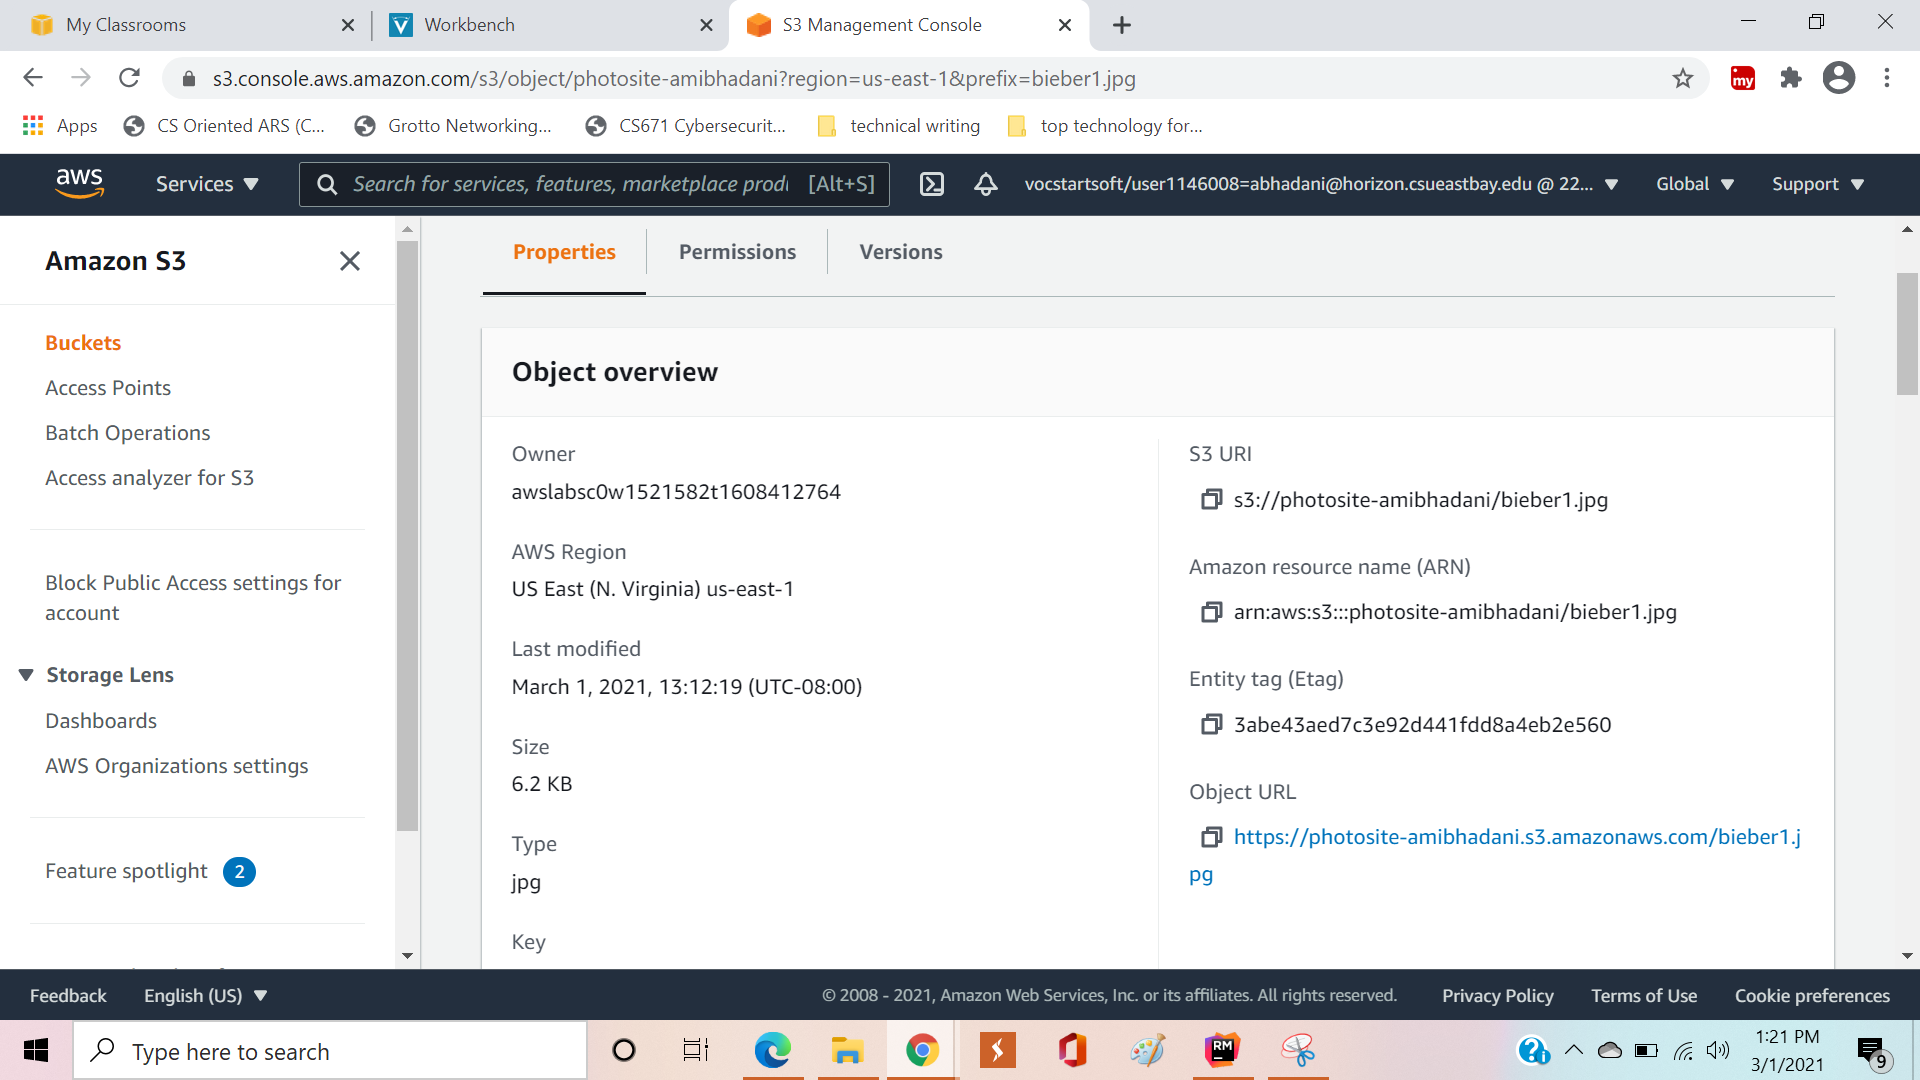 My Classrooms
Workbench
S3 Management Console
s3.console.aws.amazon.com/s3/object/photosite-amibhadani?region=us-east-1&prefix=bieber1.jpg
my
Apps
CS Oriented ARS (C...
Grotto Networking...
CS671 Cybersecurit...
technical writing
top technology for...
aws
Services
Search for services, features, marketplace prod
[Alt+S]
vocstartsoft/user1146008=abhadani@horizon.csueastbay.edu @ 22...
Global
Support
Amazon S3
Buckets
Access Points
Batch Operations
Access analyzer for S3
Block Public Access settings for
account
Storage Lens
Dashboards
AWS Organizations settings
Feature spotlight 2
Properties
Permissions
Versions
Object overview
Owner
awslabsc0w1521582t1608412764
AWS Region
US East (N. Virginia) us-east-1
Last modified
March 1, 2021, 13:12:19 (UTC-08:00)
Size
6.2 KB
Type
jpg
Key
S3 URI
s3://photosite-amibhadani/bieber1.jpg
Amazon resource name (ARN)
arn:aws:s3:::photosite-amibhadani/bieber1.jpg
Entity tag (Etag)
3abe43aed7c3e92d441fdd8a4eb2e560
Object URL
https://photosite-amibhadani.s3.amazonaws.com/bieber1.j
pg
Feedback
English (US)
© 2008 - 2021, Amazon Web Services, Inc. or its affiliates. All rights reserved.
Privacy Policy
Terms of Use
Cookie preferences
Type here to search
RM
1:21 PM
3/1/2021
9